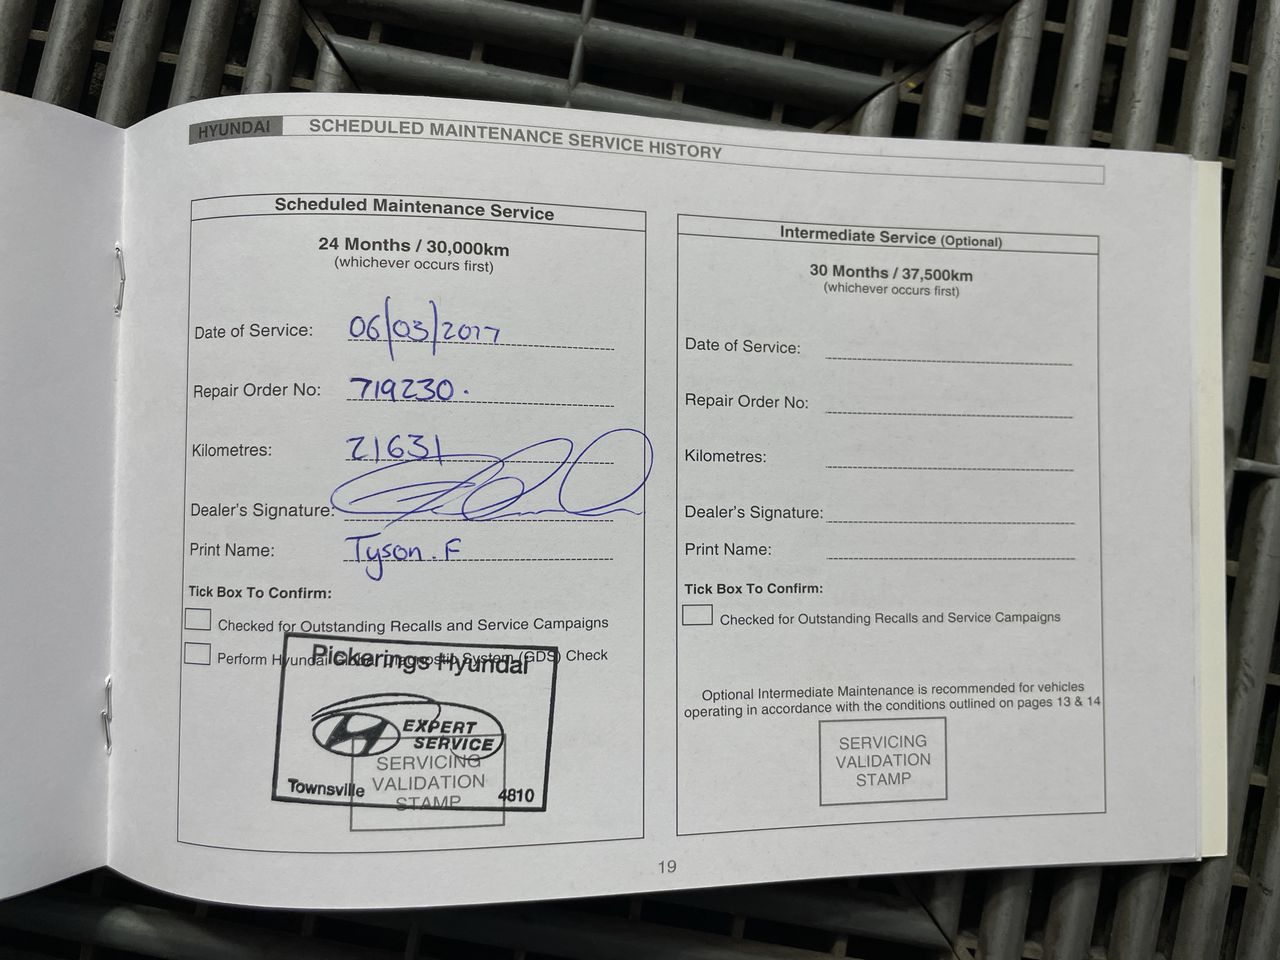 HYUNDAI SCHEDULED MAINTENANCE SERVICE HISTORY
Scheduled Maintenance Service
24 Months / 30,000km
(whichever occurs first)
Date of Service: 06/03/2017
Repair Order No: 719230.
Kilometres: 21631
Dealer's Signature:
Print Name: Tyson.F
Tick Box To Confirm:
Checked for Outstanding Recalls and Service Campaigns
Perform Hyundai Global Diagnostic System (GDS) Check
Pickerings Hyundai
EXPERT
SERVICE
SERVICING
VALIDATION
STAMP
Townsville 4810
Intermediate Service (Optional)
30 Months / 37,500km
(whichever occurs first)
Date of Service:
Repair Order No:
Kilometres:
Dealer's Signature:
Print Name:
Tick Box To Confirm:
Checked for Outstanding Recalls and Service Campaigns
Optional Intermediate Maintenance is recommended for vehicles
operating in accordance with the conditions outlined on pages 13 & 14
SERVICING
VALIDATION
STAMP
19